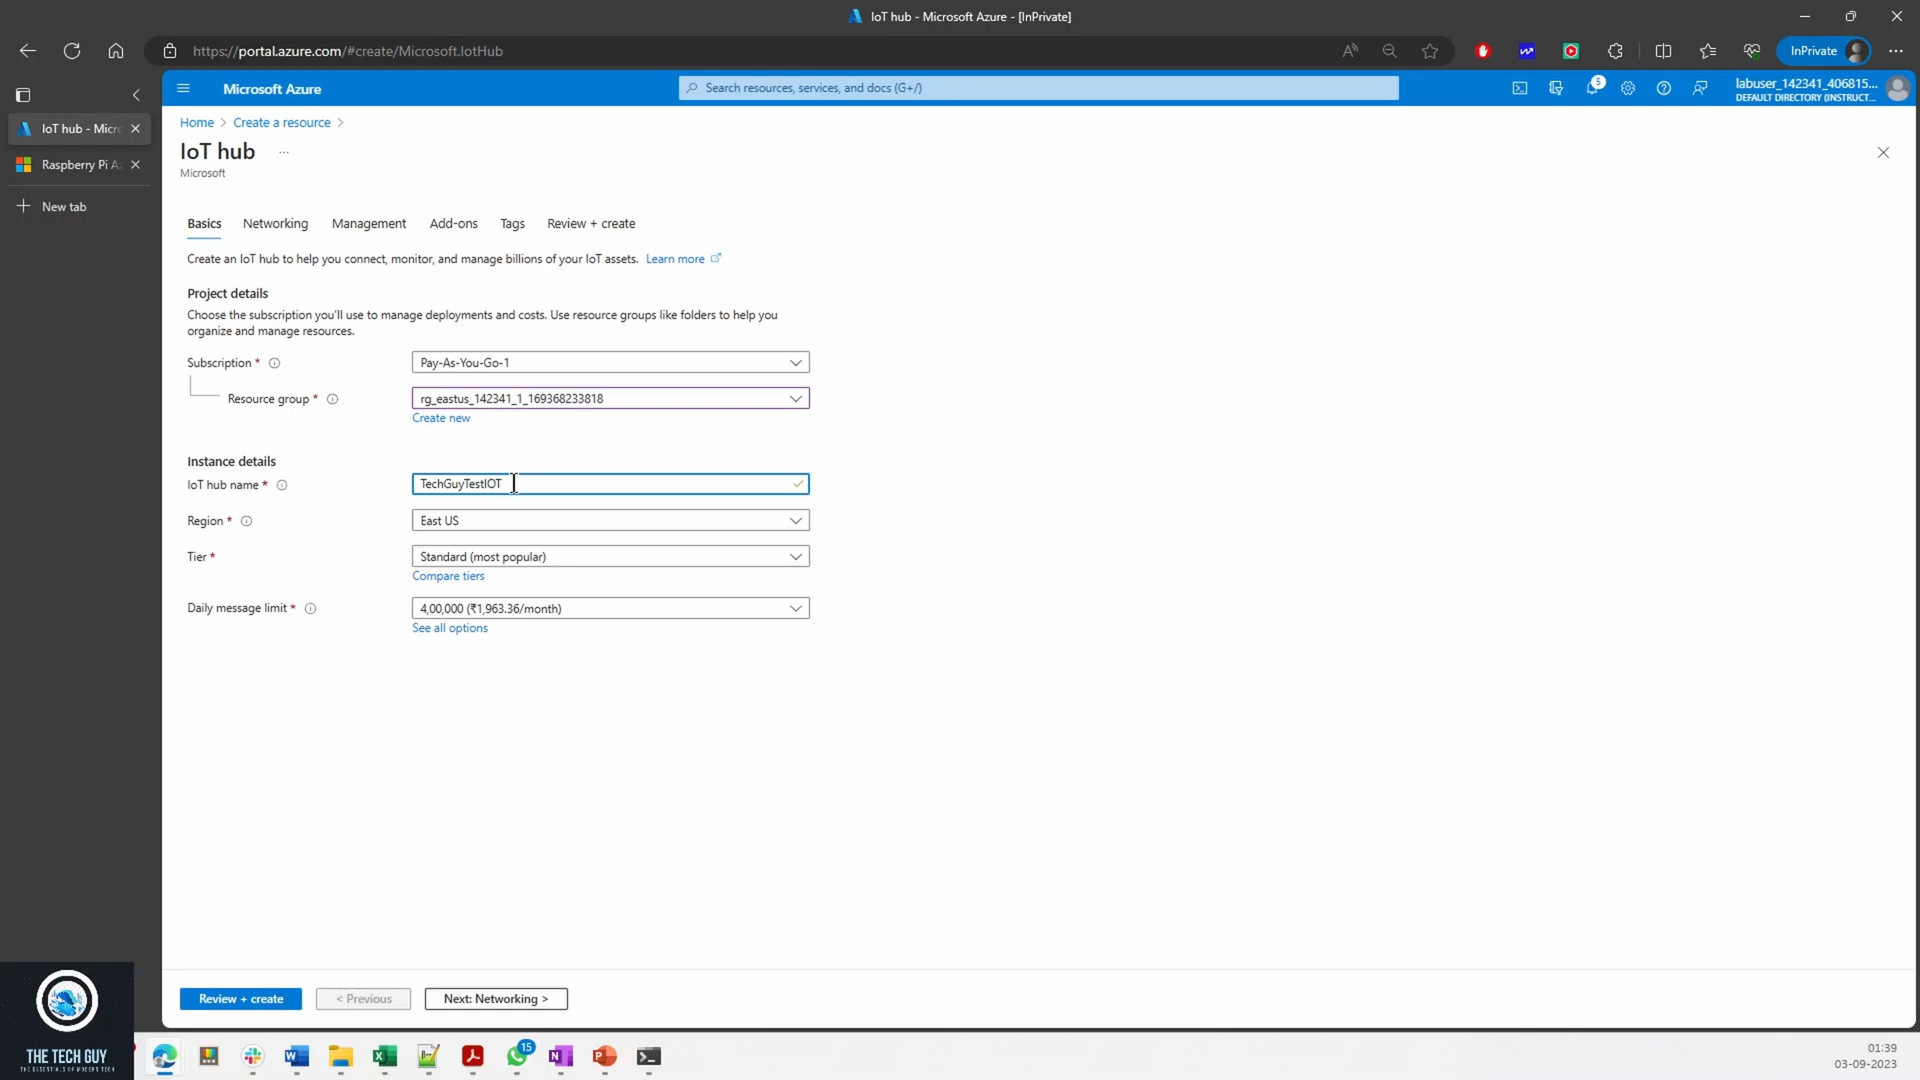 IoT hub - Microsoft Azure - [InPrivate]
https://portal.azure.com/#create/Microsoft.IotHub
InPrivate
Microsoft Azure
Search resources, services, and docs (G+/)
5
labuser_142341_406815...
DEFAULT DIRECTORY (INSTRUCT...
IoT hub - Micr
Raspberry Pi A
New tab
Home > Create a resource >
IoT hub ...
Microsoft
Basics Networking Management Add-ons Tags Review + create
Create an IoT hub to help you connect, monitor, and manage billions of your IoT assets. Learn more
Project details
Choose the subscription you'll use to manage deployments and costs. Use resource groups like folders to help you
organize and manage resources.
Subscription * Pay-As-You-Go-1
Resource group * rg_eastus_142341_1_169368233818
Create new
Instance details
IoT hub name * TechGuyTestIOT
Region * East US
Tier * Standard (most popular)
Compare tiers
Daily message limit * 4,00,000 (₹1,963.36/month)
See all options
Review + create < Previous Next: Networking >
THE TECH GUY
THE ESSENTIALS OF MODERN TECH
15
01:39
03-09-2023